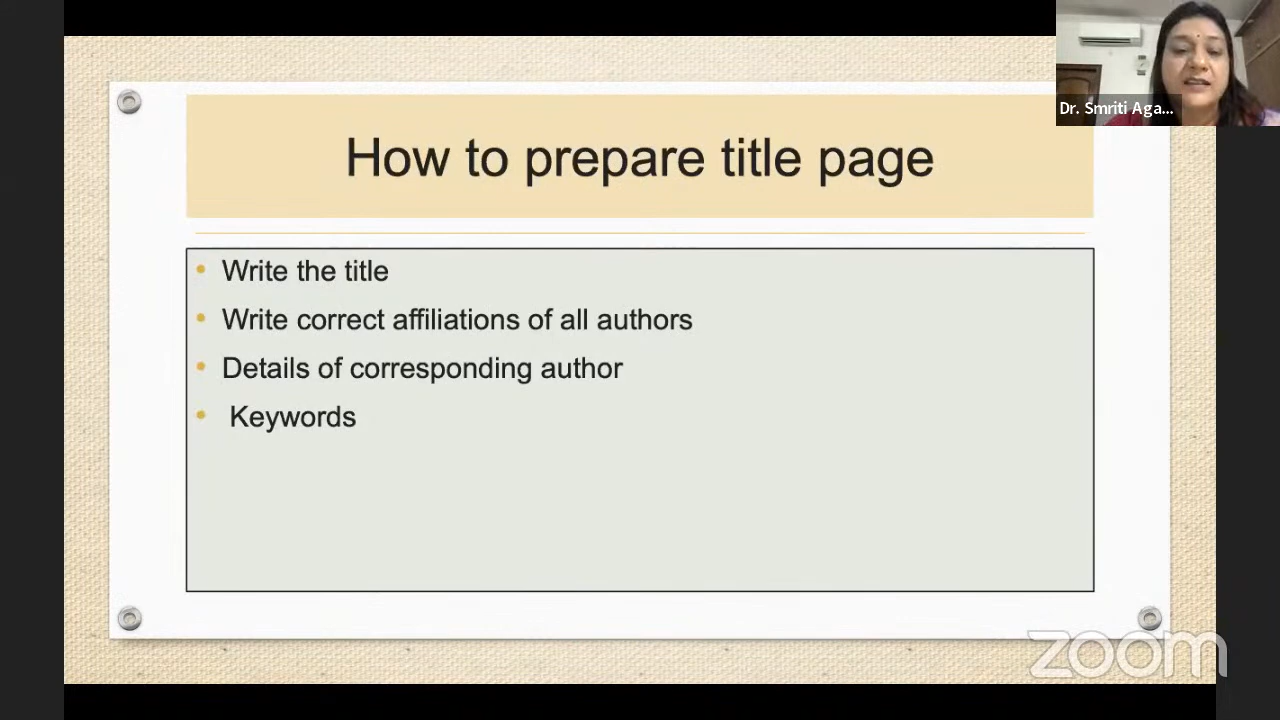 How to prepare title page
Dr. Smriti Aga...
• Write the title
• Write correct affiliations of all authors
• Details of corresponding author
• Keywords
zoom